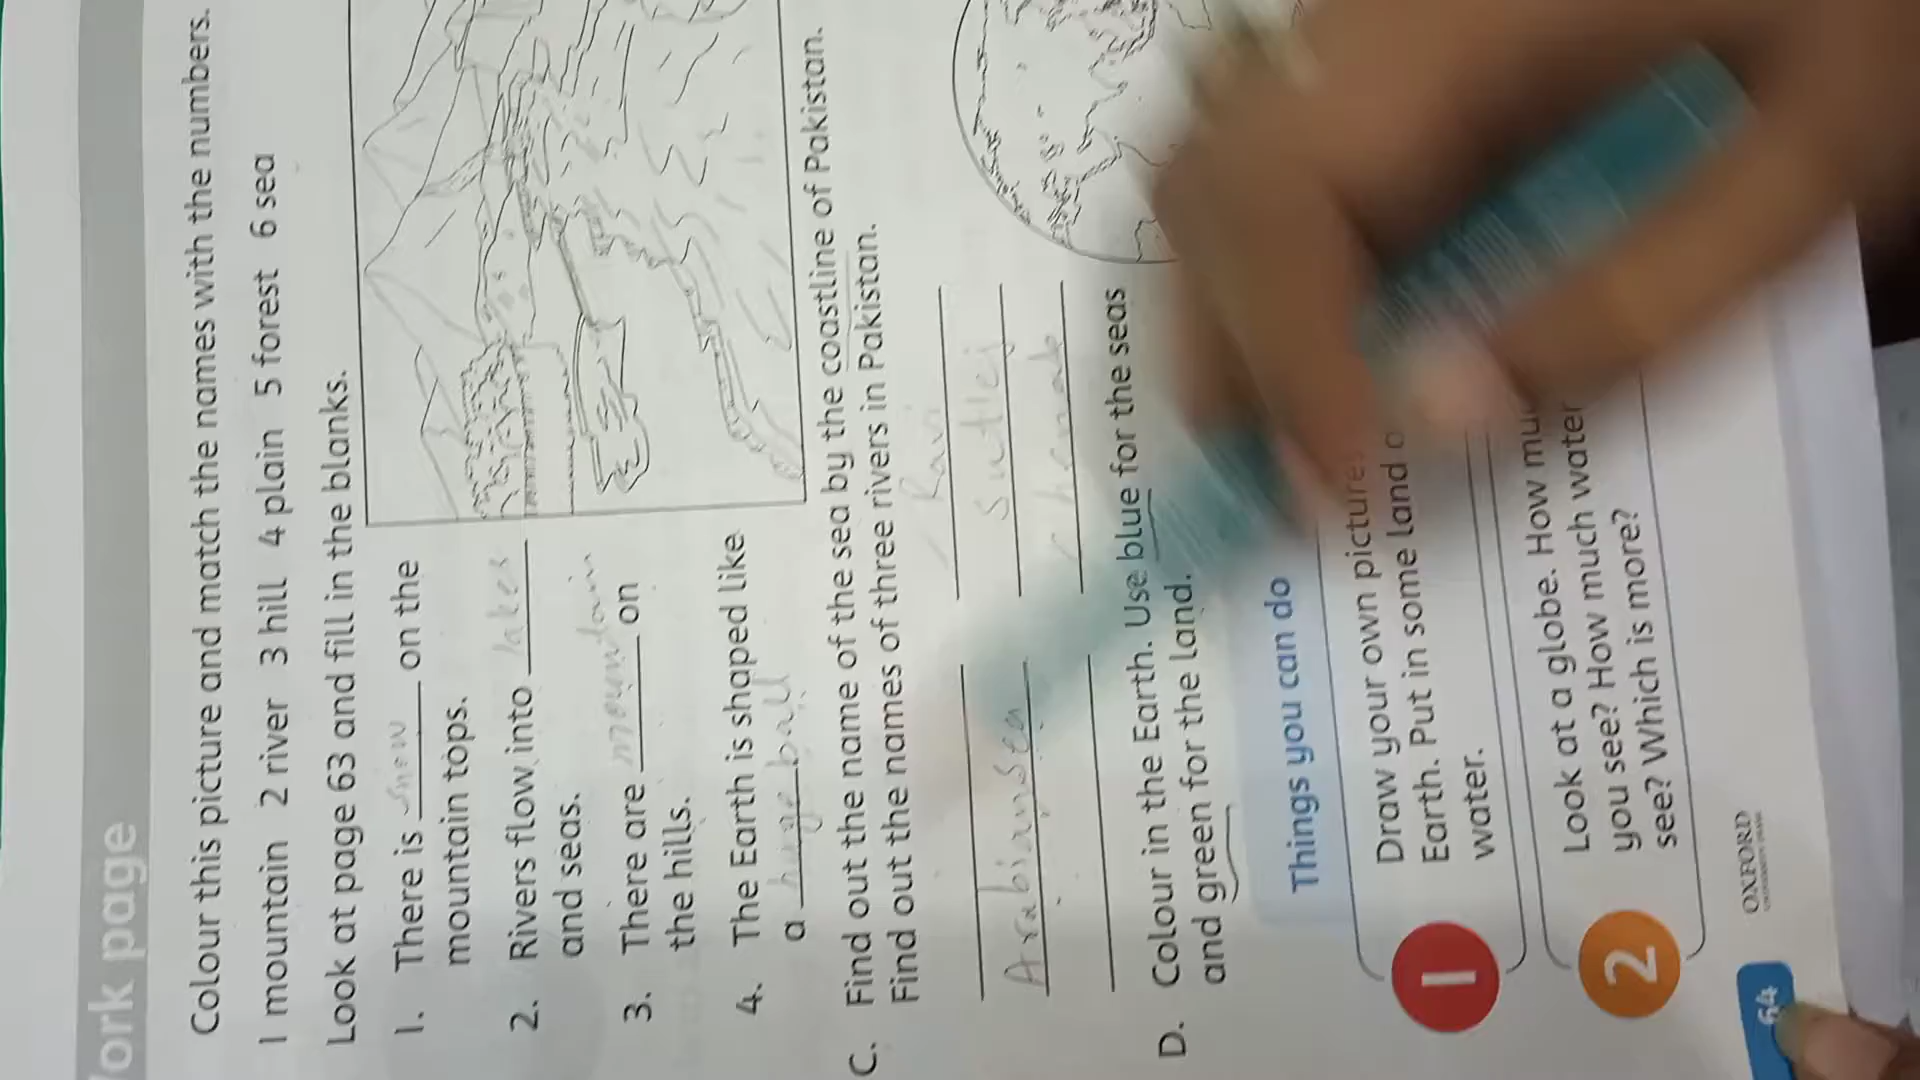 ork page
Colour this picture and match the names with the numbers.
1 mountain 2 river 3 hill 4 plain 5 forest 6 sea
Look at page 63 and fill in the blanks.
1. There is snow on the
mountain tops.
2. Rivers flow into lakes
and seas.
3. There are mountain on
the hills.
4. The Earth is shaped like
a huge ball
C. Find out the name of the sea by the coastline of Pakistan.
Find out the names of three rivers in Pakistan.
Ravi
Arabian sea Sutlej
chenab
D. Colour in the Earth. Use blue for the seas
and green for the land.
Things you can do
1 Draw your own pictures
Earth. Put in some land
water.
2 Look at a globe. How
you see? How much water
see? Which is more?
64 OXFORD